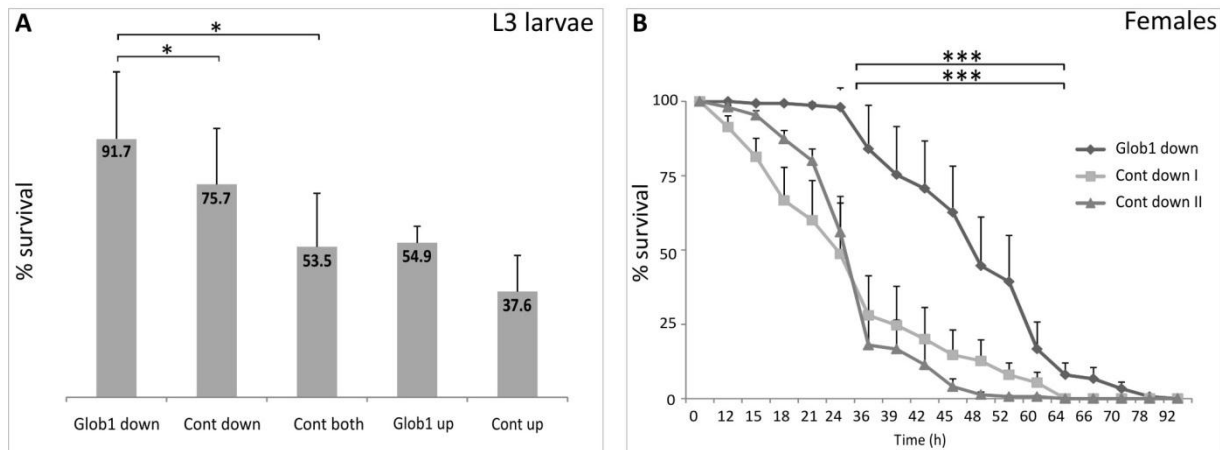 A
L3 larvae
*
*
% survival
91.7
75.7
53.5
54.9
37.6
Glob1 down
Cont down
Cont both
Glob1 up
Cont up
B
Females
***
***
% survival
100
75
50
25
0
Glob1 down
Cont down I
Cont down II
0 12 15 18 21 24 36 39 42 45 48 52 60 64 66 70 78 92
Time (h)